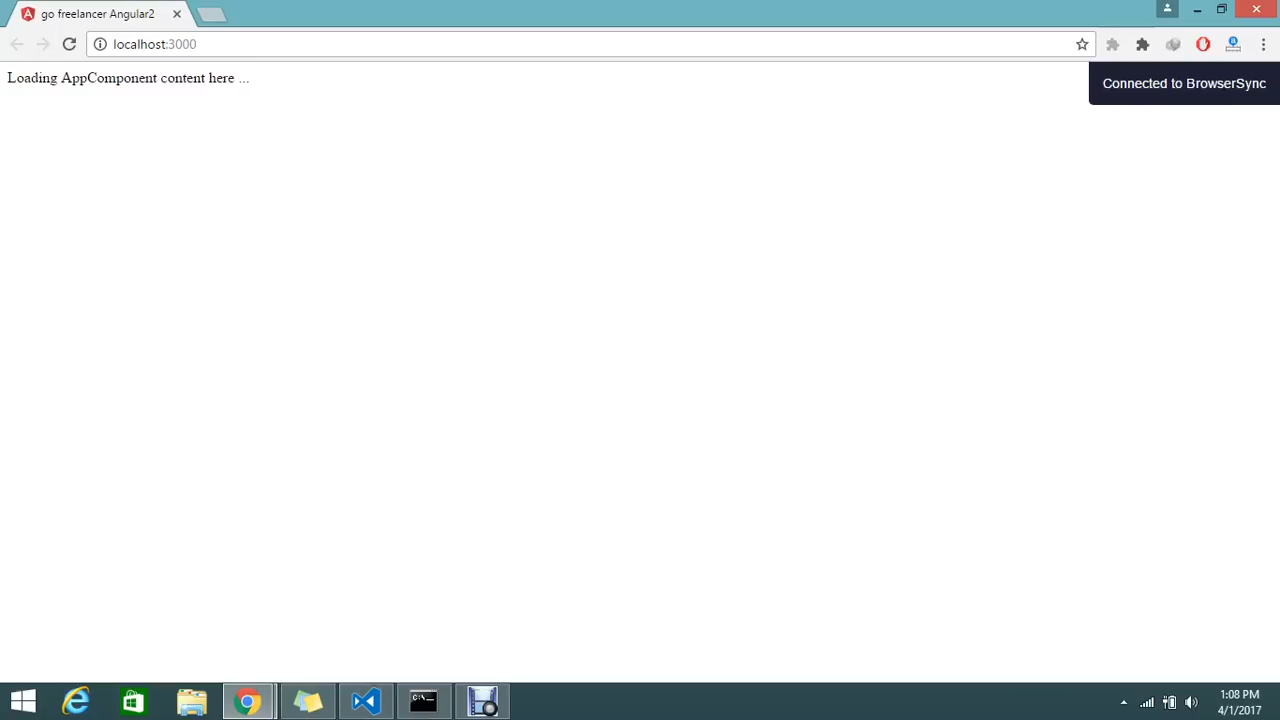 go freelancer Angular2
localhost:3000
Loading AppComponent content here ...
Connected to BrowserSync
1:08 PM
4/1/2017